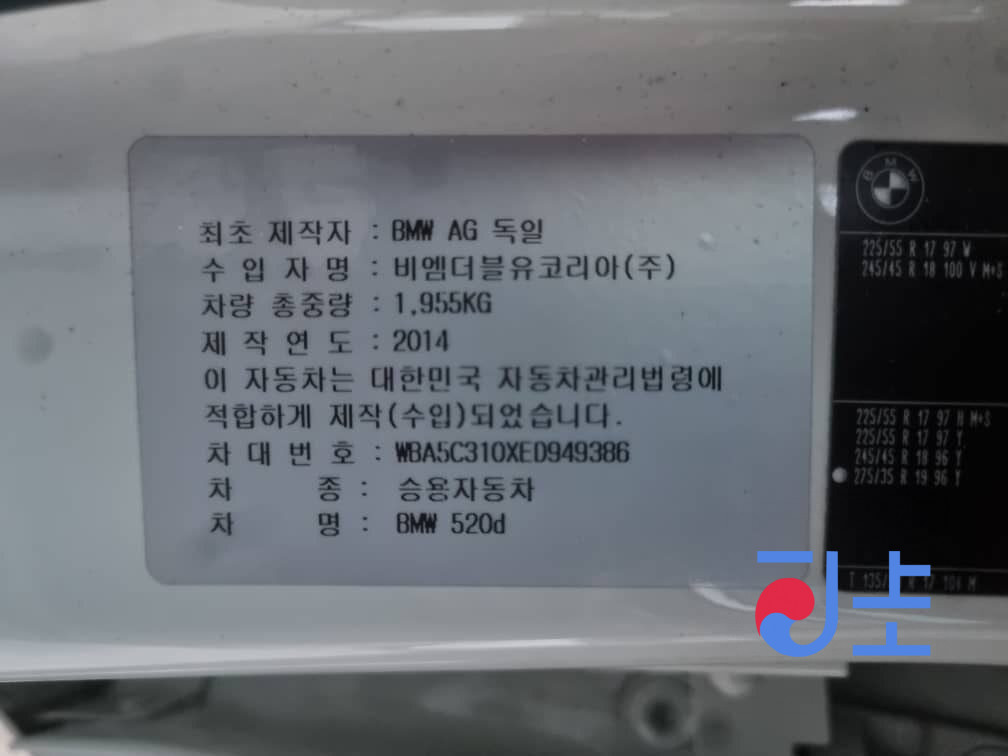 최초 제작자 : BMW AG 독일
수 입 자 명 : 비엠더블유코리아(주)
차량 총중량 : 1,955KG
제 작 연 도 : 2014
이 자동차는 대한민국 자동차관리법령에
적합하게 제작(수입)되었습니다.
차 대 번 호 : WBA5C310XED949386
차 종 : 승용자동차
차 명 : BMW 520d
BMW
225/55 R 17 97 W
245/45 R 18 100 V M+S
225/55 R 17 97 H M+S
225/55 R 17 97 Y
245/45 R 18 96 Y
275/35 R 19 96 Y
T 135/ R 17 104 M